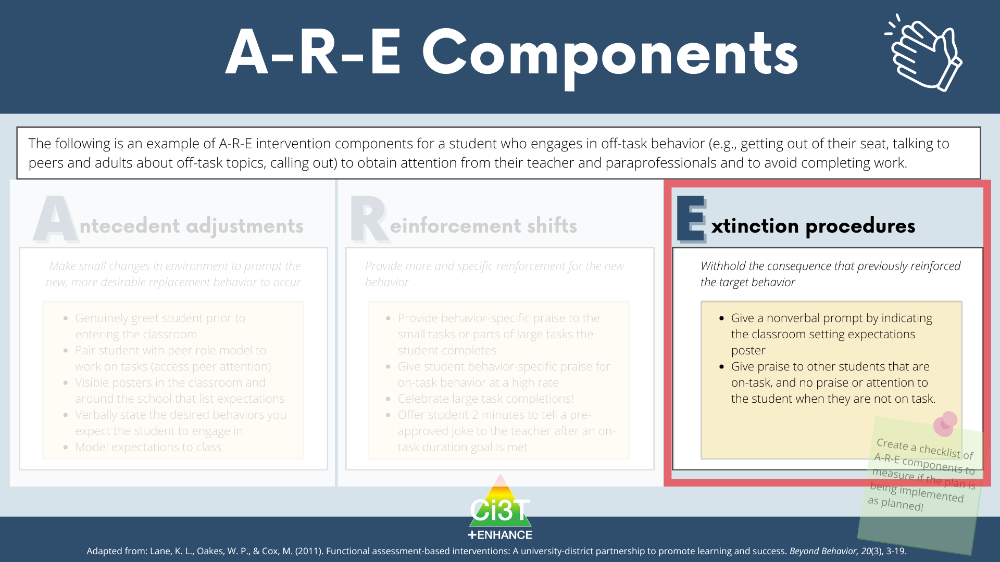 A-R-E Components
The following is an example of A-R-E intervention components for a student who engages in off-task behavior (e.g., getting out of their seat, talking to
peers and adults about off-task topics, calling out) to obtain attention from their teacher and paraprofessionals and to avoid completing work.
Antecedent adjustments
Make small changes in environment to prompt the
new, more desirable replacement behavior to occur
• Genuinely greet student prior to
entering the classroom
• Pair student with peer role model to
work on tasks (access peer attention)
• Visible posters in the classroom and
around the school that list expectations
• Verbally state the desired behaviors you
expect the student to engage in
• Model expectations to class
Reinforcement shifts
Provide more and specific reinforcement for the new
behavior
• Provide behavior-specific praise to the
small tasks or parts of large tasks the
student completes
• Give student behavior-specific praise for
on-task behavior at a high rate
• Celebrate large task completions!
• Offer student 2 minutes to tell a pre-
approved joke to the teacher after an on-
task duration goal is met
Extinction procedures
Withhold the consequence that previously reinforced
the target behavior
• Give a nonverbal prompt by indicating
the classroom setting expectations
poster
• Give praise to other students that are
on-task, and no praise or attention to
the student when they are not on task.
Create a checklist of
A-R-E components to
measure if the plan is
being implemented
as planned!
Ci3T
+ENHANCE
Adapted from: Lane, K. L., Oakes, W. P., & Cox, M. (2011). Functional assessment-based interventions: A university-district partnership to promote learning and success. Beyond Behavior, 20(3), 3-19.